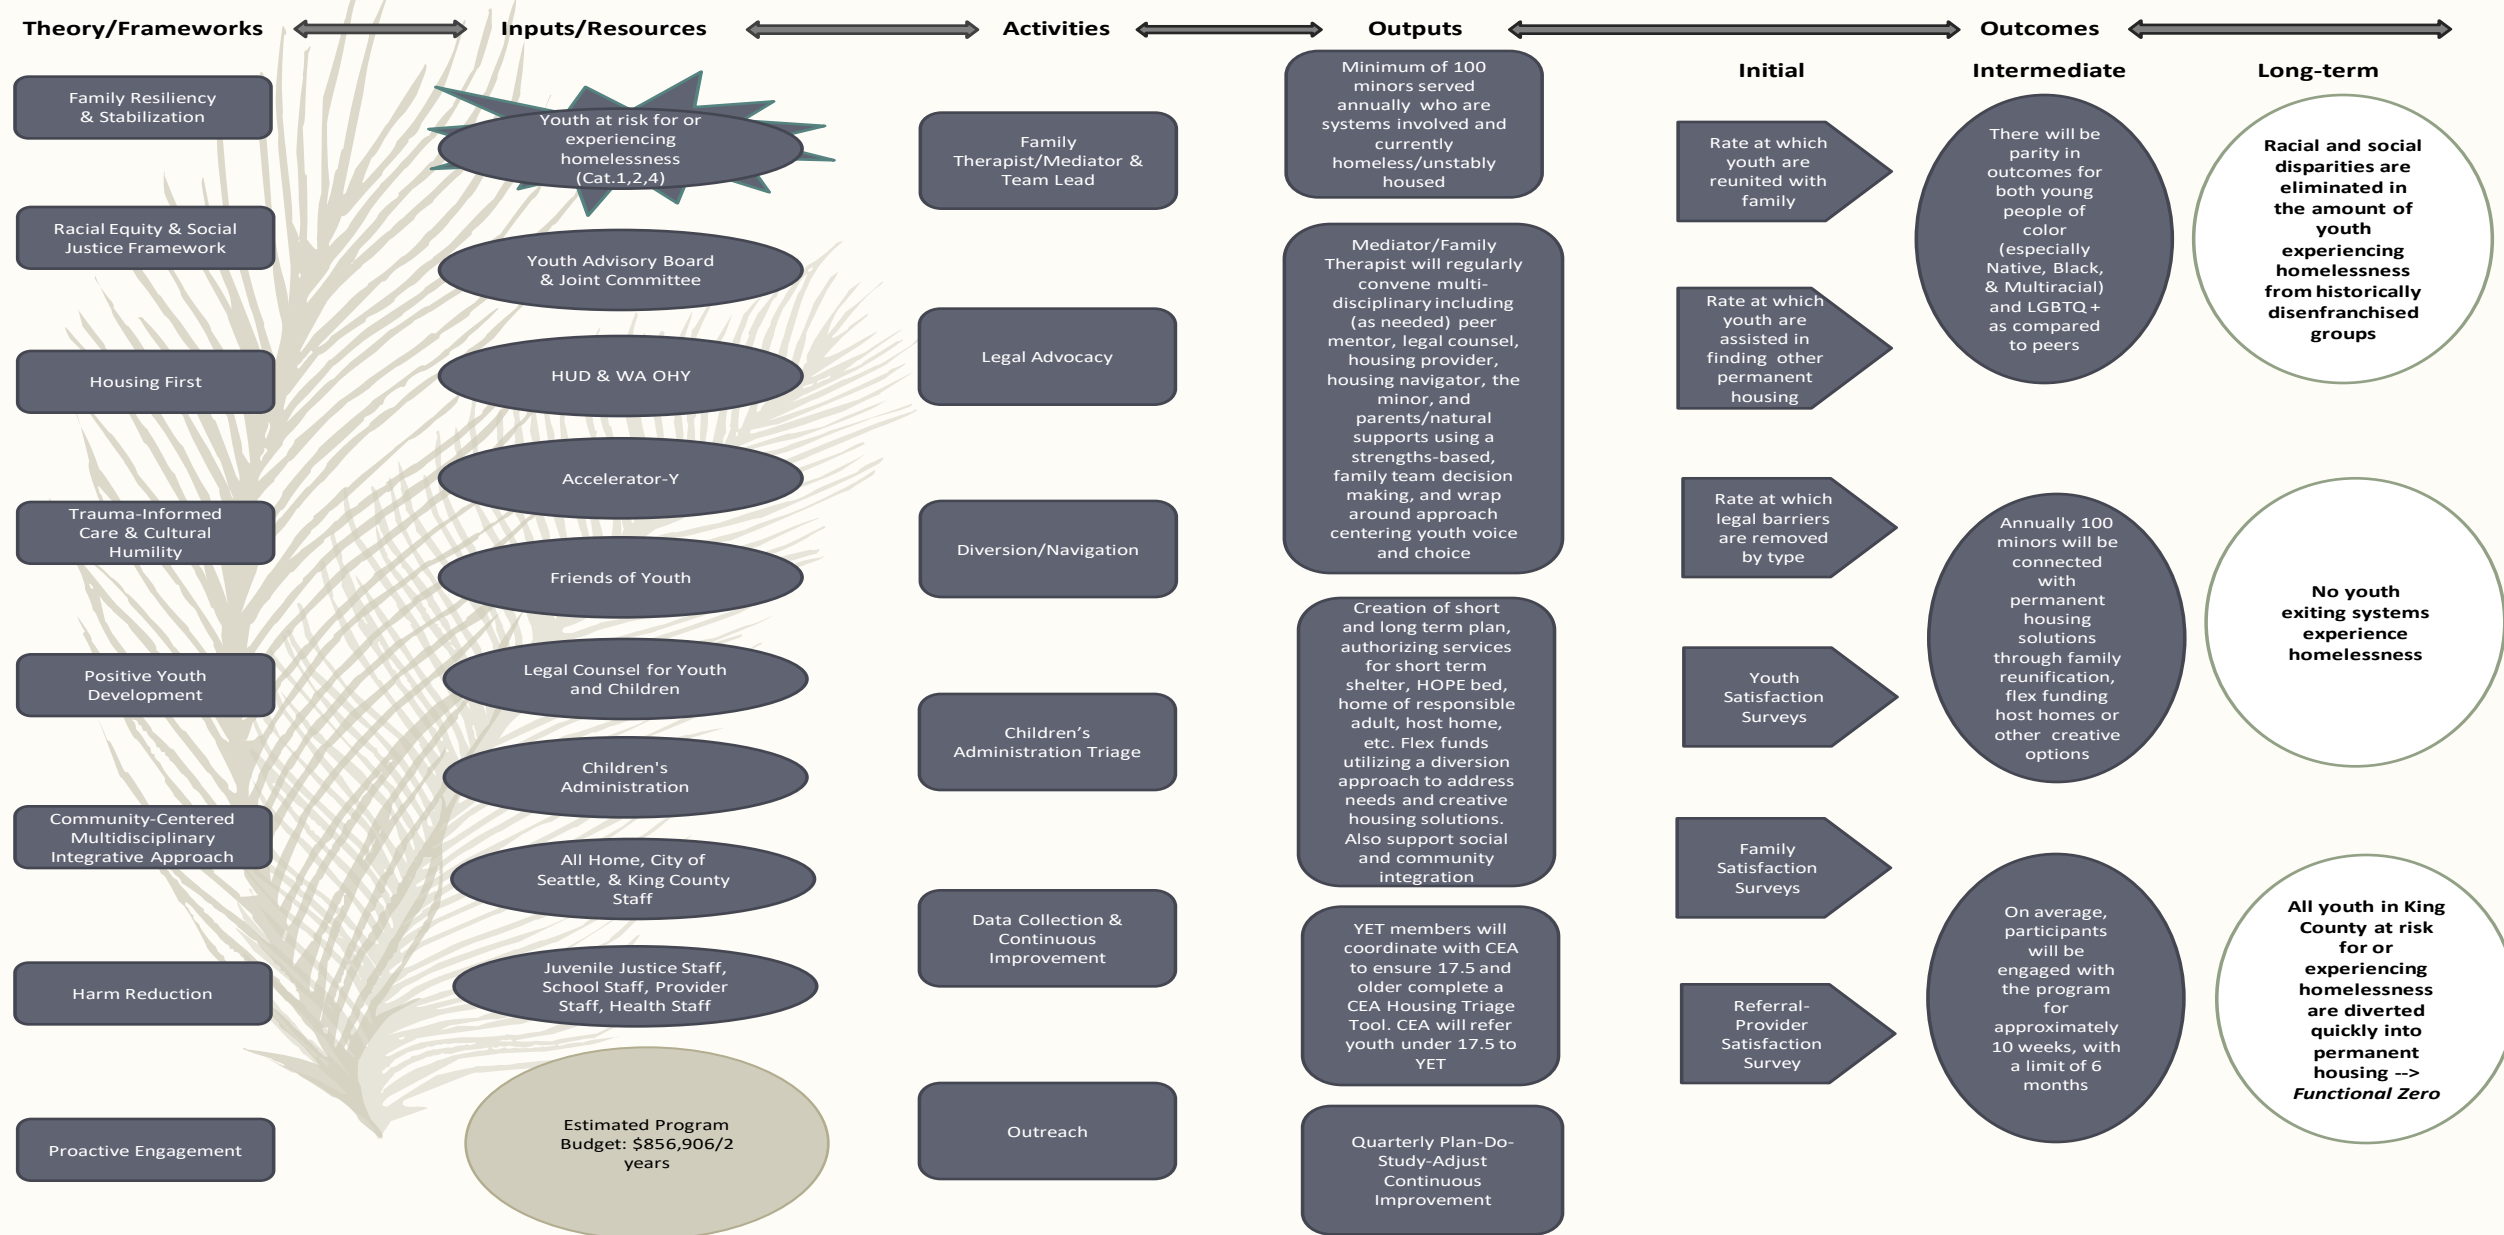 Theory/Frameworks
Inputs/Resources
Activities
Outputs
Outcomes
Initial
Intermediate
Long-term
Family Resiliency
& Stabilization
Racial Equity & Social
Justice Framework
Housing First
Trauma-Informed
Care & Cultural
Humility
Positive Youth
Development
Community-Centered
Multidisciplinary
Integrative Approach
Harm Reduction
Proactive Engagement
Youth at risk for or
experiencing
homelessness
(Cat.1,2,4)
Youth Advisory Board
& Joint Committee
HUD & WA OHY
Accelerator-Y
Friends of Youth
Legal Counsel for Youth
and Children
Children's
Administration
All Home, City of
Seattle, & King County
Staff
Juvenile Justice Staff,
School Staff, Provider
Staff, Health Staff
Estimated Program
Budget: $856,906/2
years
Family
Therapist/Mediator &
Team Lead
Legal Advocacy
Diversion/Navigation
Children’s
Administration Triage
Data Collection &
Continuous
Improvement
Outreach
Minimum of 100
minors served
annually who are
systems involved and
currently
homeless/unstably
housed
Mediator/Family
Therapist will regularly
convene multi-
disciplinary including
(as needed) peer
mentor, legal counsel,
housing provider,
housing navigator, the
minor, and
parents/natural
supports using a
strengths-based,
family team decision
making, and wrap
around approach
centering youth voice
and choice
Creation of short
and long term plan,
authorizing services
for short term
shelter, HOPE bed,
home of responsible
adult, host home,
etc. Flex funds
utilizing a diversion
approach to address
needs and creative
housing solutions.
Also support social
and community
integration
YET members will
coordinate with CEA
to ensure 17.5 and
older complete a
CEA Housing Triage
Tool. CEA will refer
youth under 17.5 to
YET
Quarterly Plan-Do-
Study-Adjust
Continuous
Improvement
Rate at which
youth are
reunited with
family
Rate at which
youth are
assisted in
finding other
permanent
housing
Rate at which
legal barriers
are removed
by type
Youth
Satisfaction
Surveys
Family
Satisfaction
Surveys
Referral-
Provider
Satisfaction
Survey
There will be
parity in
outcomes for
both young
people of
color
(especially
Native, Black,
& Multiracial)
and LGBTQ +
as compared
to peers
Annually 100
minors will be
connected
with
permanent
housing
solutions
through family
reunification,
flex funding
host homes or
other creative
options
On average,
participants
will be
engaged with
the program
for
approximately
10 weeks, with
a limit of 6
months
Racial and social
disparities are
eliminated in
the amount of
youth
experiencing
homelessness
from historically
disenfranchised
groups
No youth
exiting systems
experience
homelessness
All youth in King
County at risk
for or
experiencing
homelessness
are diverted
quickly into
permanent
housing -->
Functional Zero